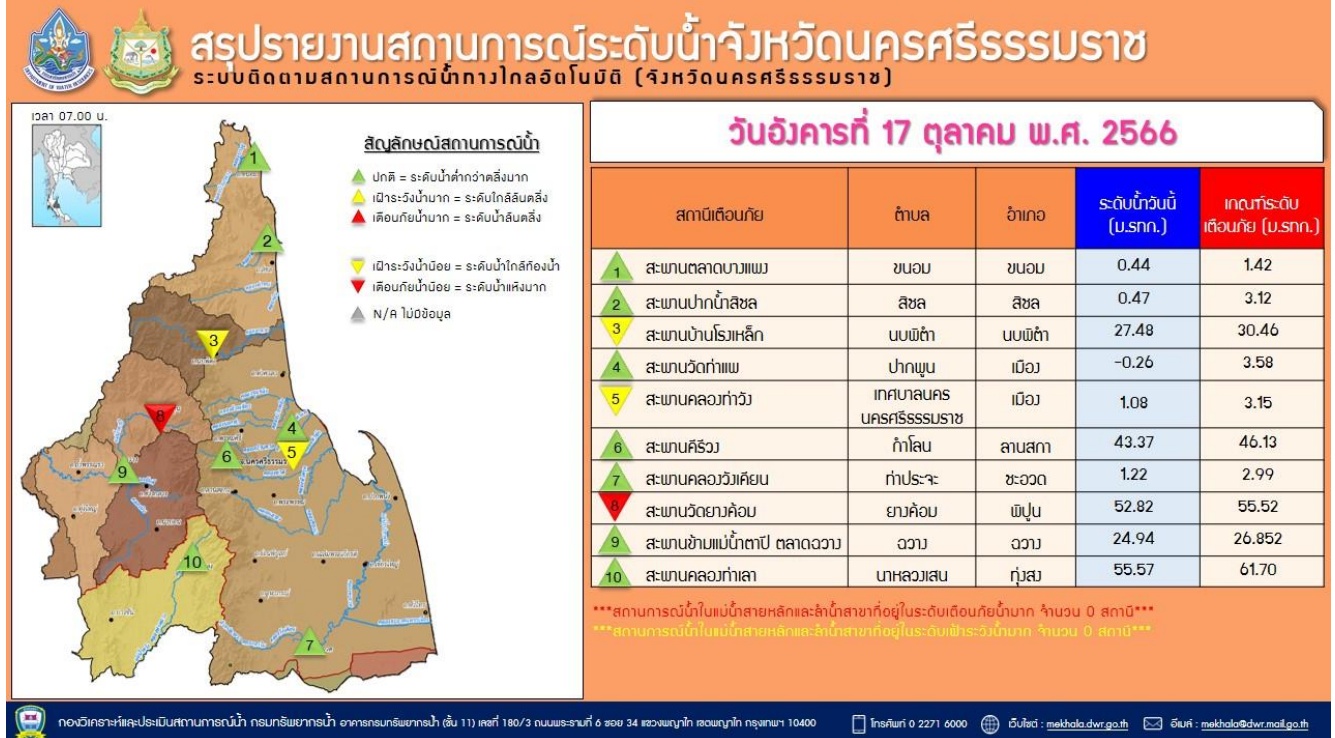 สรุปรายงานสถานการณ์ระดับน้ำจังหวัดนครศรีธรรมราช
ระบบติดตามสถานการณ์น้ำทางไกลอัตโนมัติ (จังหวัดนครศรีธรรมราช)
เวลา 07.00 น.
สัญลักษณ์สถานการณ์น้ำ
ปกติ = ระดับน้ำต่ำกว่าตลิ่งมาก
เฝ้าระวังน้ำมาก = ระดับใกล้ล้นตลิ่ง
เตือนภัยน้ำมาก = ระดับน้ำล้นตลิ่ง
เฝ้าระวังน้ำน้อย = ระดับน้ำใกล้ท้องน้ำ
เตือนภัยน้ำน้อย = ระดับน้ำแห้งมาก
N/A ไม่มีข้อมูล
1
2
3
8
4
5
6
9
10
7
วันอังคารที่ 17 ตุลาคม พ.ศ. 2566
สถานีเตือนภัย ตำบล อำเภอ ระดับน้ำวันนี้ (ม.รทก.) เกณฑ์ระดับเตือนภัย (ม.รทก.)
1 สะพานตลาดบางแพง ขนอม ขนอม 0.44 1.42
2 สะพานปากน้ำสิชล สิชล สิชล 0.47 3.12
3 สะพานบ้านโรงเหล็ก นบพิตำ นบพิตำ 27.48 30.46
4 สะพานวัดท่าแพ ปากพูน เมือง -0.26 3.58
5 สะพานคลองท่าวัง เทศบาลนครนครศรีธรรมราช เมือง 1.08 3.15
6 สะพานคีรีวง กำโลน ลานสกา 43.37 46.13
7 สะพานคลองวังเคียน ท่าประจะ ชะอวด 1.22 2.99
8 สะพานวัดยางค้อม ยางค้อม พิปูน 52.82 55.52
9 สะพานข้ามแม่น้ำตาปี ตลาดฉวาง ฉวาง ฉวาง 24.94 26.852
10 สะพานคลองท่าเลา นาหลวงเสน ทุ่งสง 55.57 61.70
***สถานการณ์น้ำในแม่น้ำสายหลักและลำน้ำสาขาที่อยู่ในระดับเตือนภัยน้ำมาก จำนวน 0 สถานี***
***สถานการณ์น้ำในแม่น้ำสายหลักและลำน้ำสาขาที่อยู่ในระดับเฝ้าระวังน้ำมาก จำนวน 0 สถานี***
กองวิเคราะห์และประเมินสถานการณ์น้ำ กรมทรัพยากรน้ำ อาคารกรมทรัพยากรน้ำ (ชั้น 11) เลขที่ 180/3 ถนนพระรามที่ 6 ซอย 34 แขวงพญาไท เขตพญาไท กรุงเทพฯ 10400 โทรศัพท์ 0 2271 6000 เว็บไซต์ : mekhala.dwr.go.th อีเมล์ : mekhala@dwr.mail.go.th